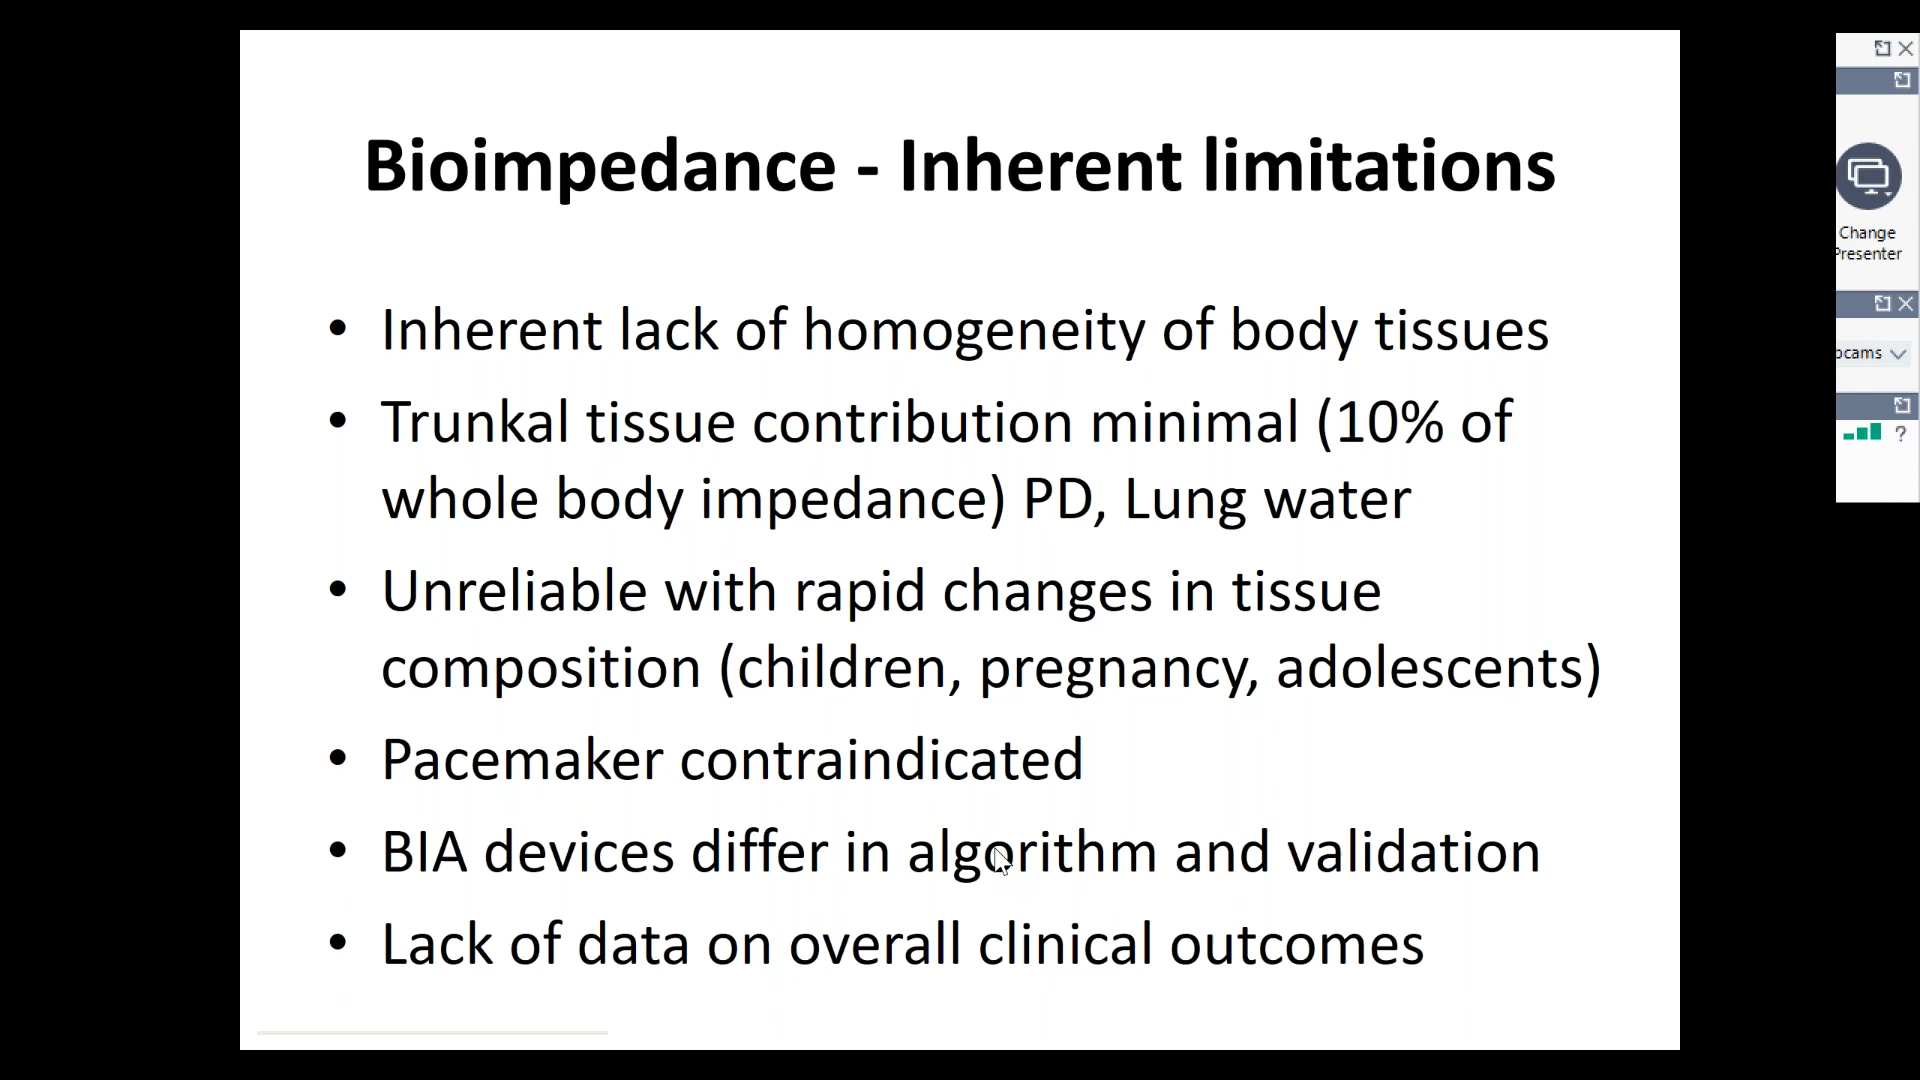 Bioimpedance - Inherent limitations
• Inherent lack of homogeneity of body tissues
• Trunkal tissue contribution minimal (10% of
whole body impedance) PD, Lung water
• Unreliable with rapid changes in tissue
composition (children, pregnancy, adolescents)
• Pacemaker contraindicated
• BIA devices differ in algorithm and validation
• Lack of data on overall clinical outcomes
Change
Presenter
bcams
?